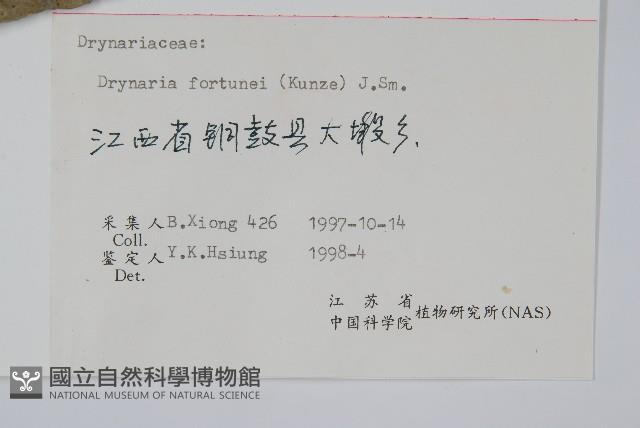 Drynariaceae:
Drynaria fortunei (Kunze) J.Sm.
江西省铜鼓县大塅乡.
采集人 B.Xiong 426 1997-10-14
Coll.
鉴定人 Y.K.Hsiung 1998-4
Det.
江苏省
中国科学院 植物研究所(NAS)
國立自然科學博物館
NATIONAL MUSEUM OF NATURAL SCIENCE